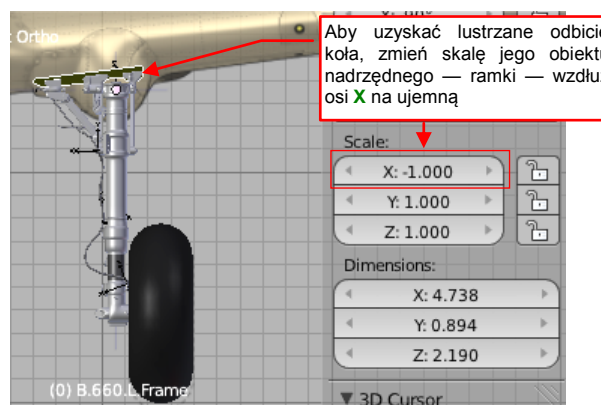 Aby uzyskać lustrzane odbicie
koła, zmień skalę jego obiektu
nadrzędnego — ramki — wzdłuż
osi X na ujemną
Ortho
Scale:
X: -1.000
Y: 1.000
Z: 1.000
Dimensions:
X: 4.738
Y: 0.894
Z: 2.190
(0) B.660.L.Frame
3D Cursor